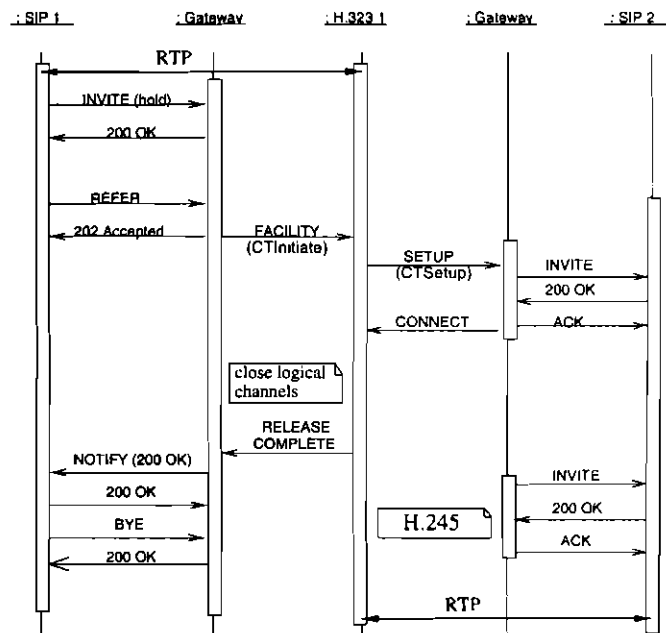 : SIP 1 : Gateway : H.323 1 : Gateway : SIP 2
RTP
INVITE (hold)
200 OK
REFER
202 Accepted
FACILITY
(CTInitiate)
SETUP
(CTSetup)
INVITE
200 OK
CONNECT
ACK
close logical
channels
RELEASE
COMPLETE
NOTIFY (200 OK)
INVITE
200 OK
200 OK
H.245
BYE
ACK
200 OK
RTP